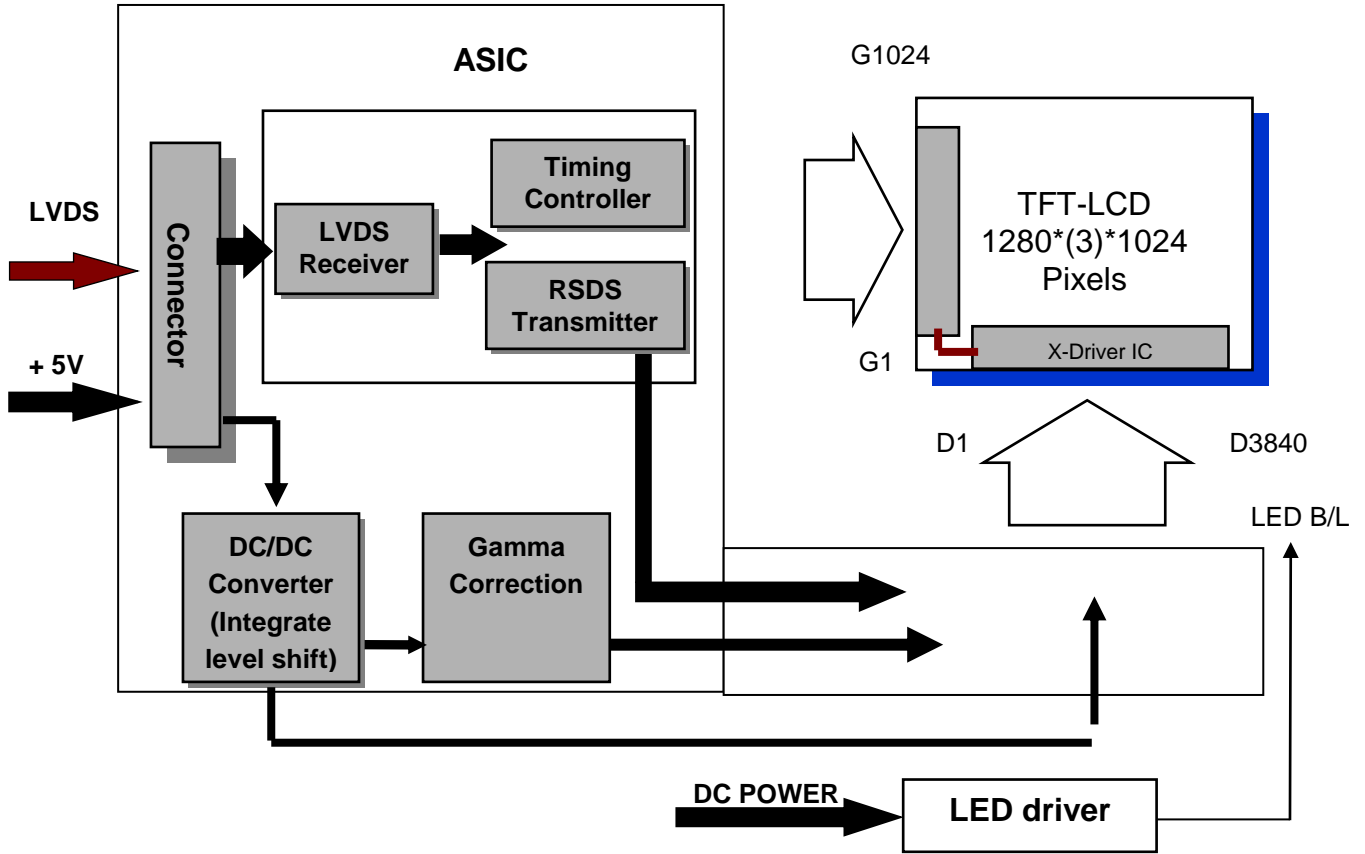 ASIC
G1024
Timing
Controller
LVDS
Connector
LVDS
Receiver
TFT-LCD
1280*(3)*1024
Pixels
RSDS
Transmitter
+ 5V
G1
X-Driver IC
D1
D3840
LED B/L
DC/DC
Converter
(Integrate
level shift)
Gamma
Correction
DC POWER
LED driver